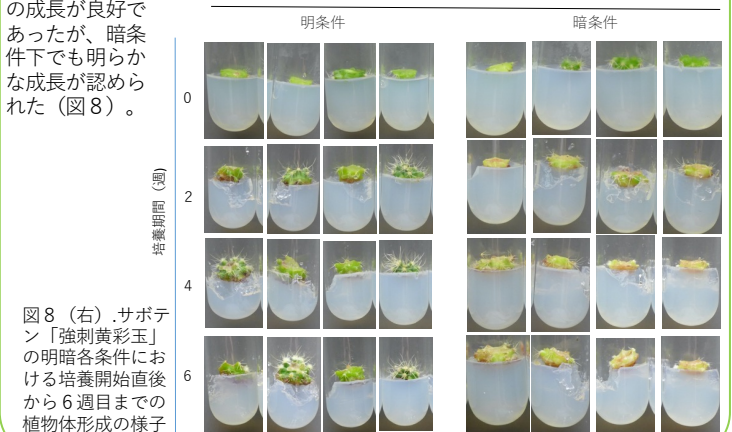 の成長が良好で
あったが、暗条
件下でも明らか
な成長が認めら
れた（図８）。
明条件
暗条件
培養期間（週)
0
2
4
6
図８（右）.サボテ
ン「強刺黄彩玉」
の明暗各条件にお
ける培養開始直後
から６週目までの
植物体形成の様子